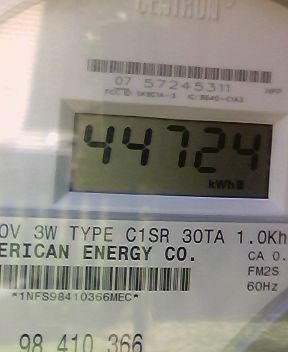 CENTRON
07 57245311
44724
kWh
0V 3W TYPE C1SR 30TA 1.0Kh
ERICAN ENERGY CO.
CA 0.
FM2S
60Hz
*1NFS98410366MEC*
98 410 366